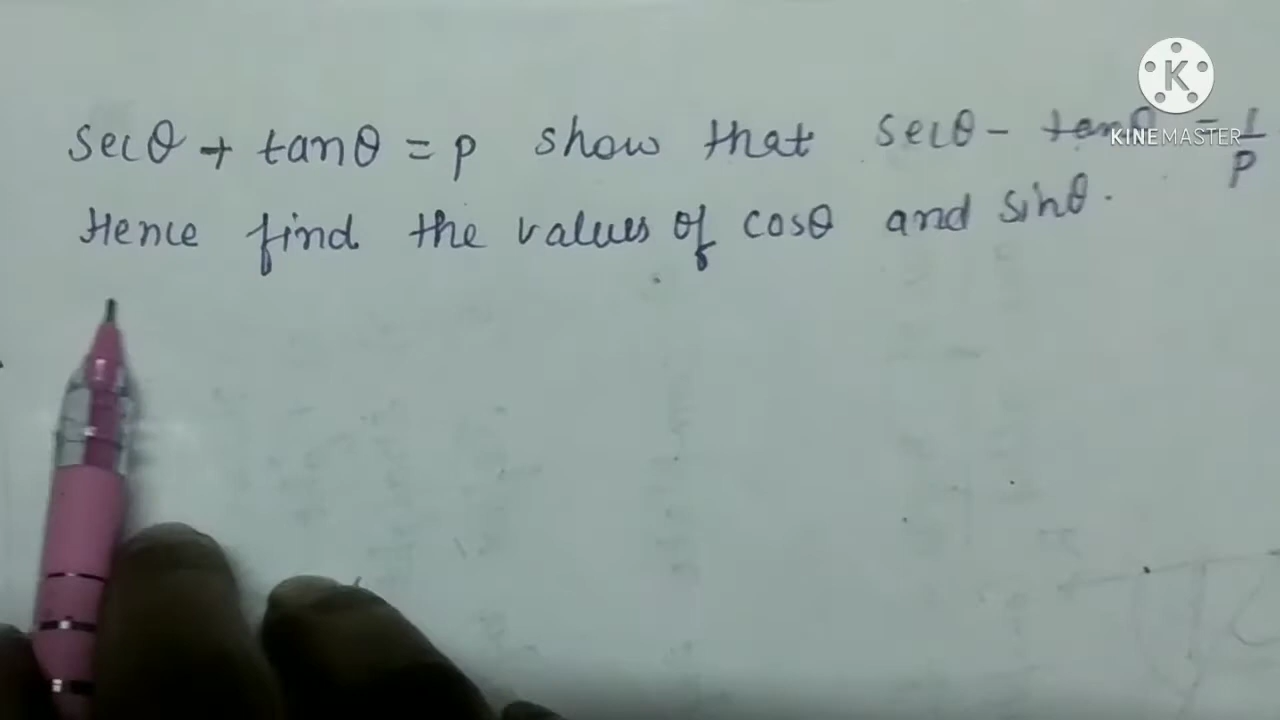 secθ + tanθ = p show that secθ - tanθ = 1/p
Hence find the values of cosθ and sinθ.
K
KINEMASTER